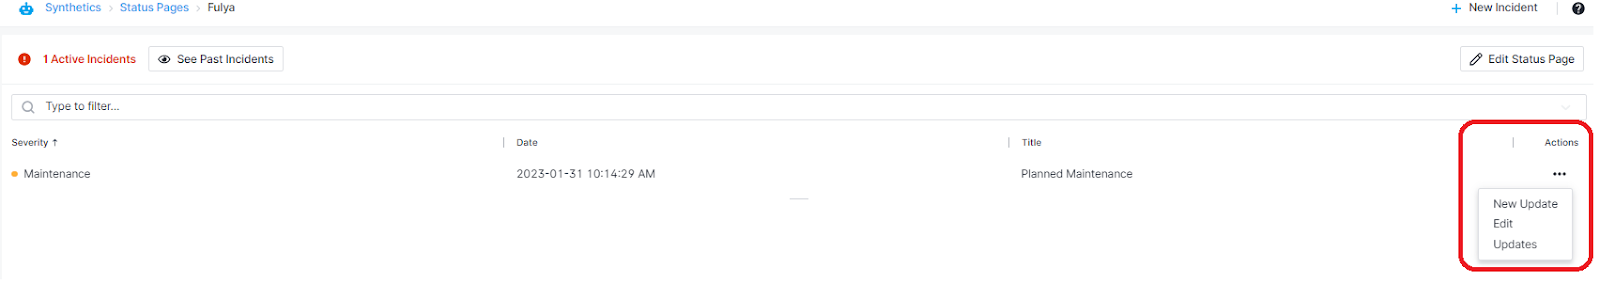 Synthetics > Status Pages > Fulya + New Incident
1 Active Incidents See Past Incidents Edit Status Page
Type to filter...
Severity ↑ Date Title Actions
Maintenance 2023-01-31 10:14:29 AM Planned Maintenance ...
New Update
Edit
Updates